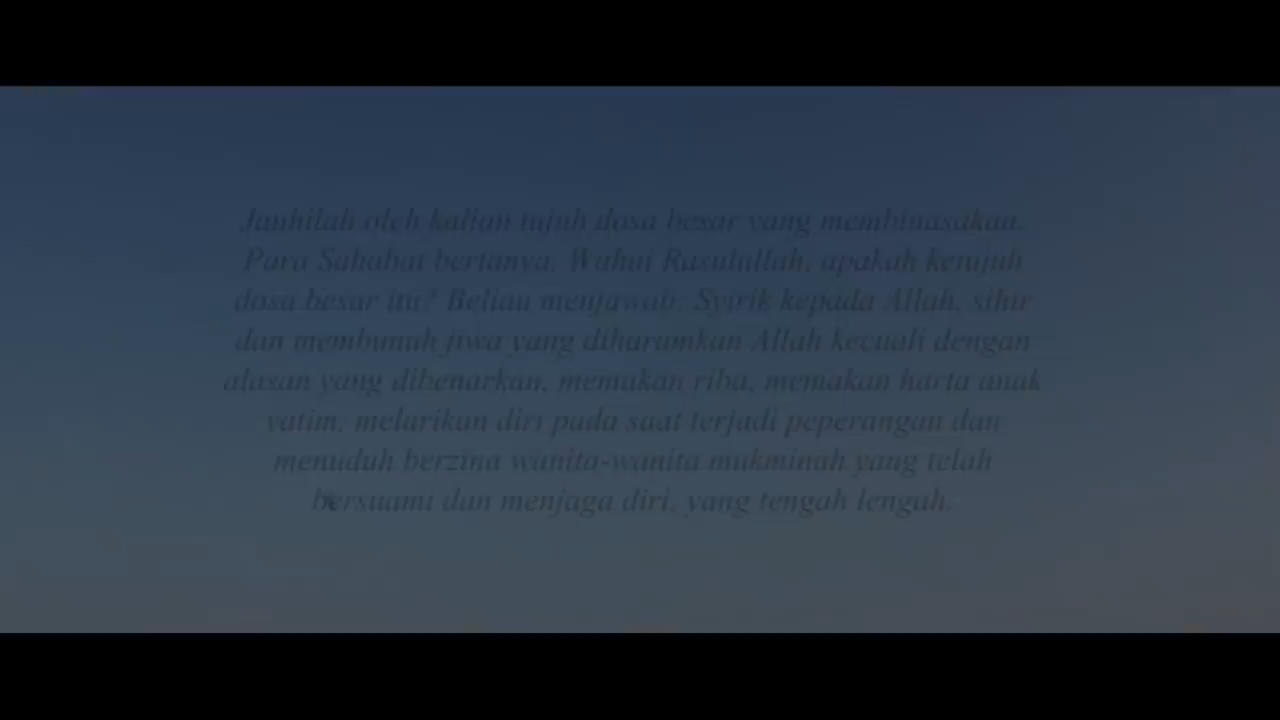 Jauhilah oleh kalian tujuh dosa besar yang membinasakan.
Para Sahabat bertanya, Wahai Rasulallah, apakah ketujuh
dosa besar itu? Beliau menjawab: Syirik kepada Allah, sihir
dan membunuh jiwa yang diharamkan Allah kecuali dengan
alasan yang dibenarkan, memakan riba, memakan harta anak
yatim, melarikan diri pada saat terjadi peperangan dan
menuduh berzina wanita-wanita mukminah yang telah
bersuami dan menjaga diri, yang tengah lengah.